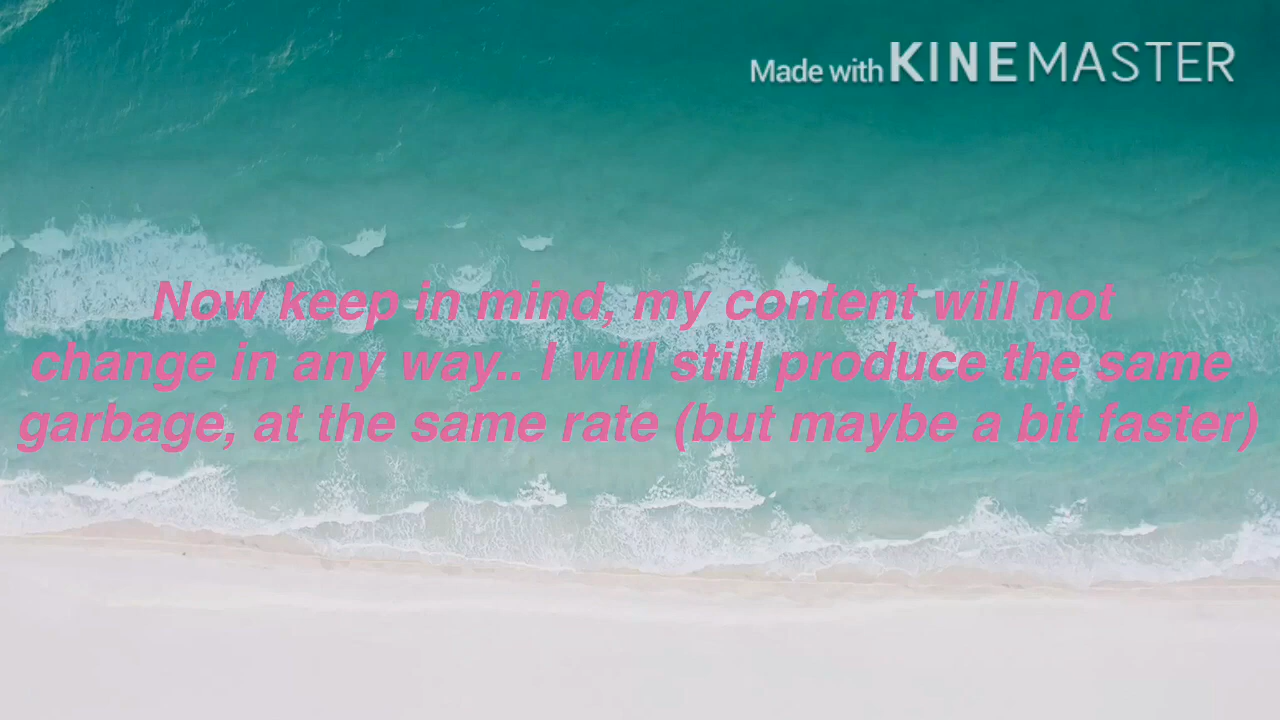 Made with KINEMASTER
Now keep in mind, my content will not
change in any way.. I will still produce the same
garbage, at the same rate (but maybe a bit faster)